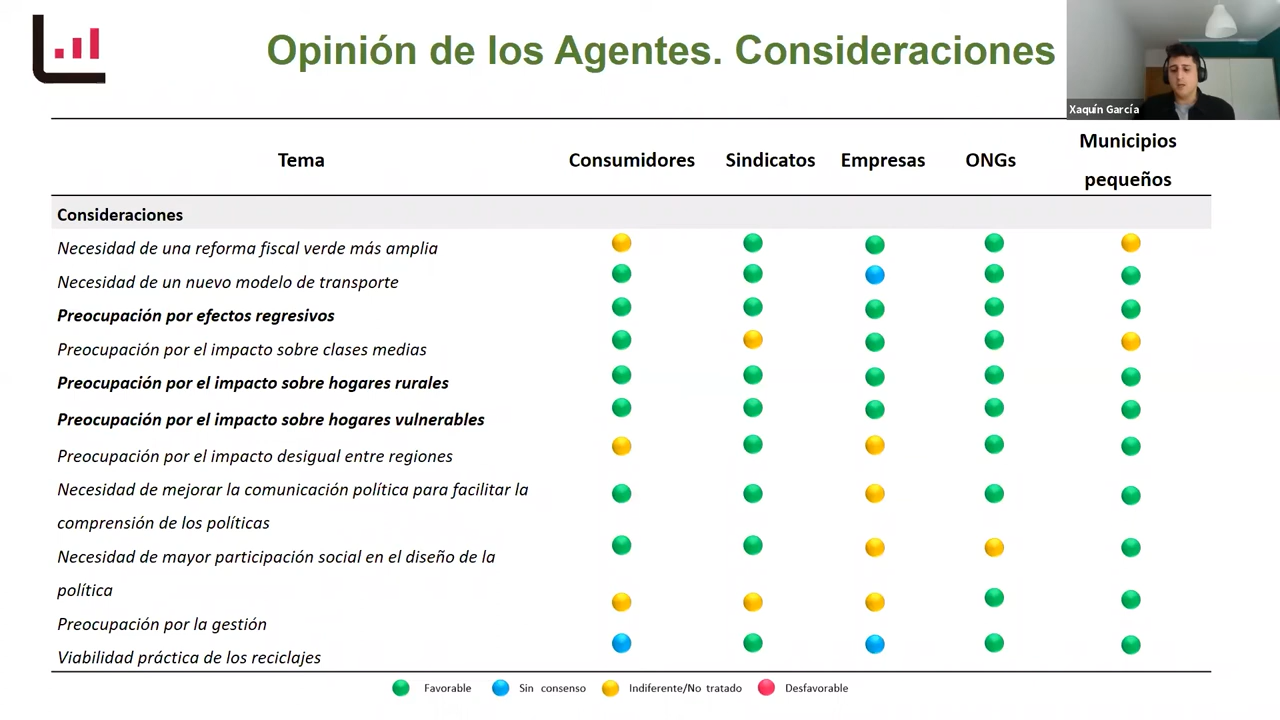 Opinión de los Agentes. Consideraciones
Xaquín García
Tema
Consumidores
Sindicatos
Empresas
ONGs
Municipios
pequeños
Consideraciones
Necesidad de una reforma fiscal verde más amplia
Necesidad de un nuevo modelo de transporte
Preocupación por efectos regresivos
Preocupación por el impacto sobre clases medias
Preocupación por el impacto sobre hogares rurales
Preocupación por el impacto sobre hogares vulnerables
Preocupación por el impacto desigual entre regiones
Necesidad de mejorar la comunicación política para facilitar la
comprensión de los políticas
Necesidad de mayor participación social en el diseño de la
política
Preocupación por la gestión
Viabilidad práctica de los reciclajes
Favorable
Sin consenso
Indiferente/No tratado
Desfavorable